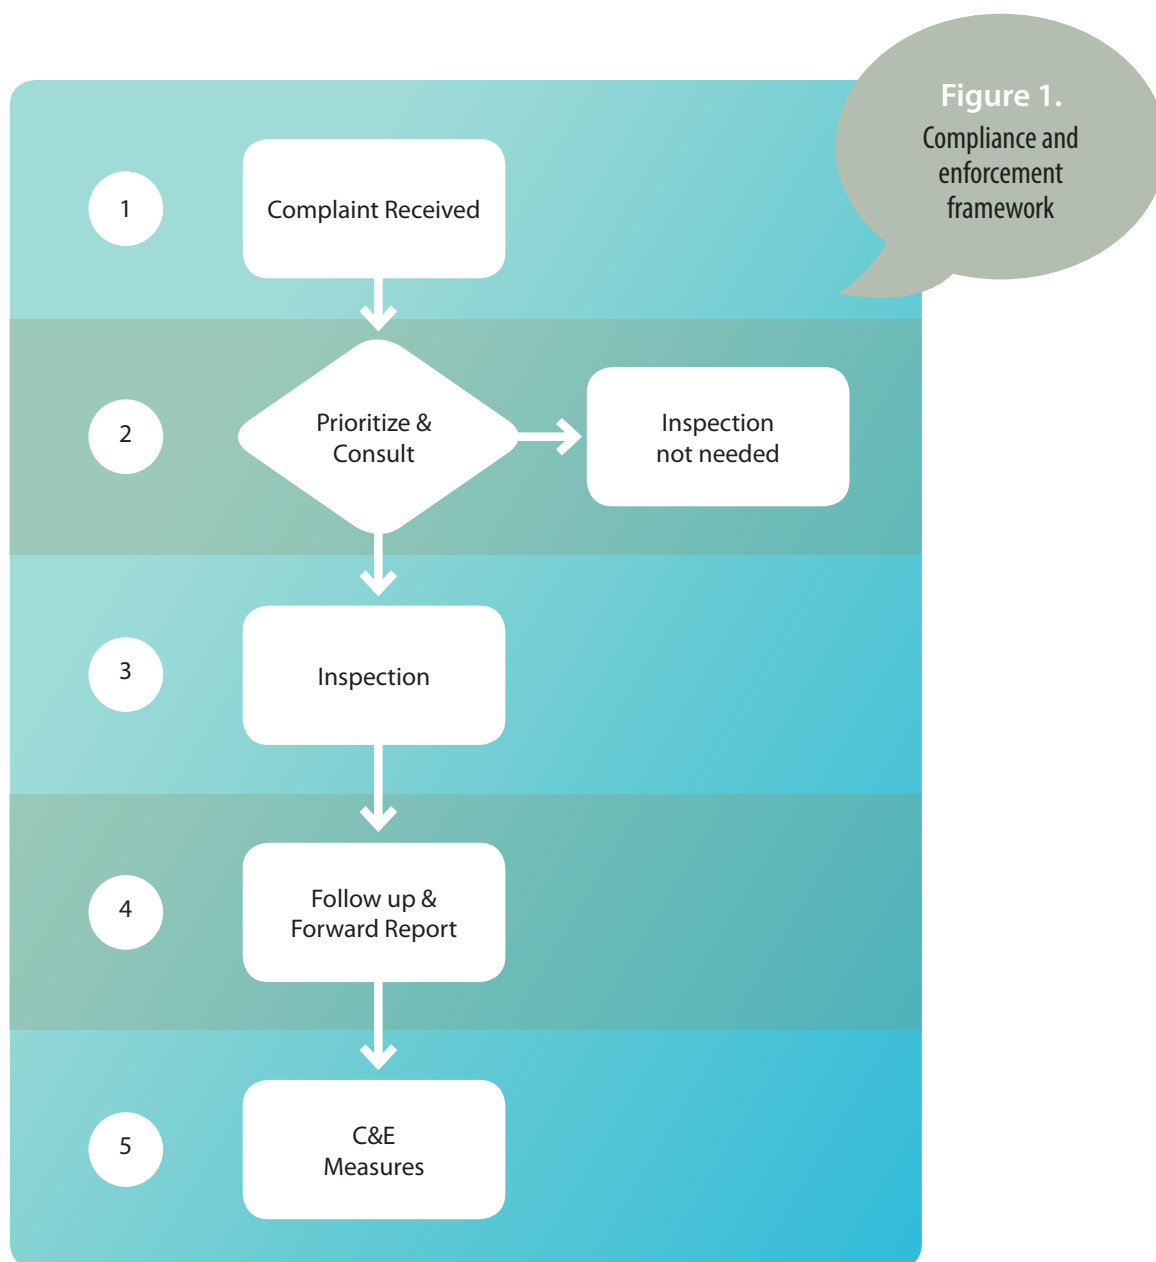 Figure 1.
Compliance and
enforcement
framework
1
Complaint Received
2
Prioritize &
Consult
Inspection
not needed
3
Inspection
4
Follow up &
Forward Report
5
C&E
Measures